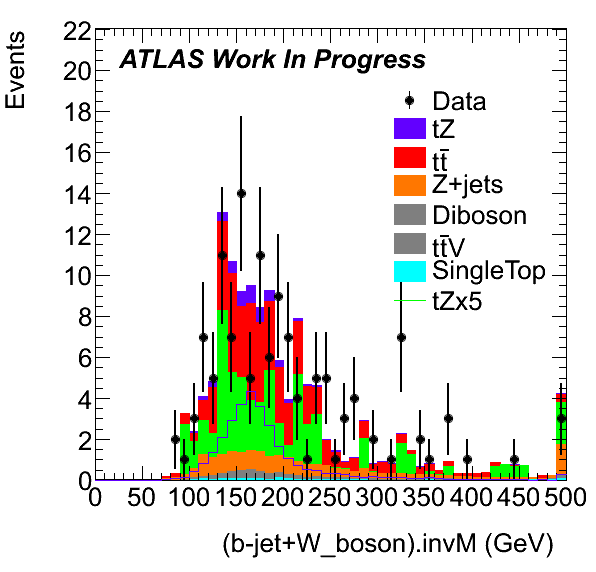 Events
22
20
18
16
14
12
10
8
6
4
2
0
ATLAS Work In Progress
Data
tZ
tt̄
Z+jets
Diboson
tt̄V
SingleTop
tZx5
0 50 100 150 200 250 300 350 400 450 500
(b-jet+W_boson).invM (GeV)